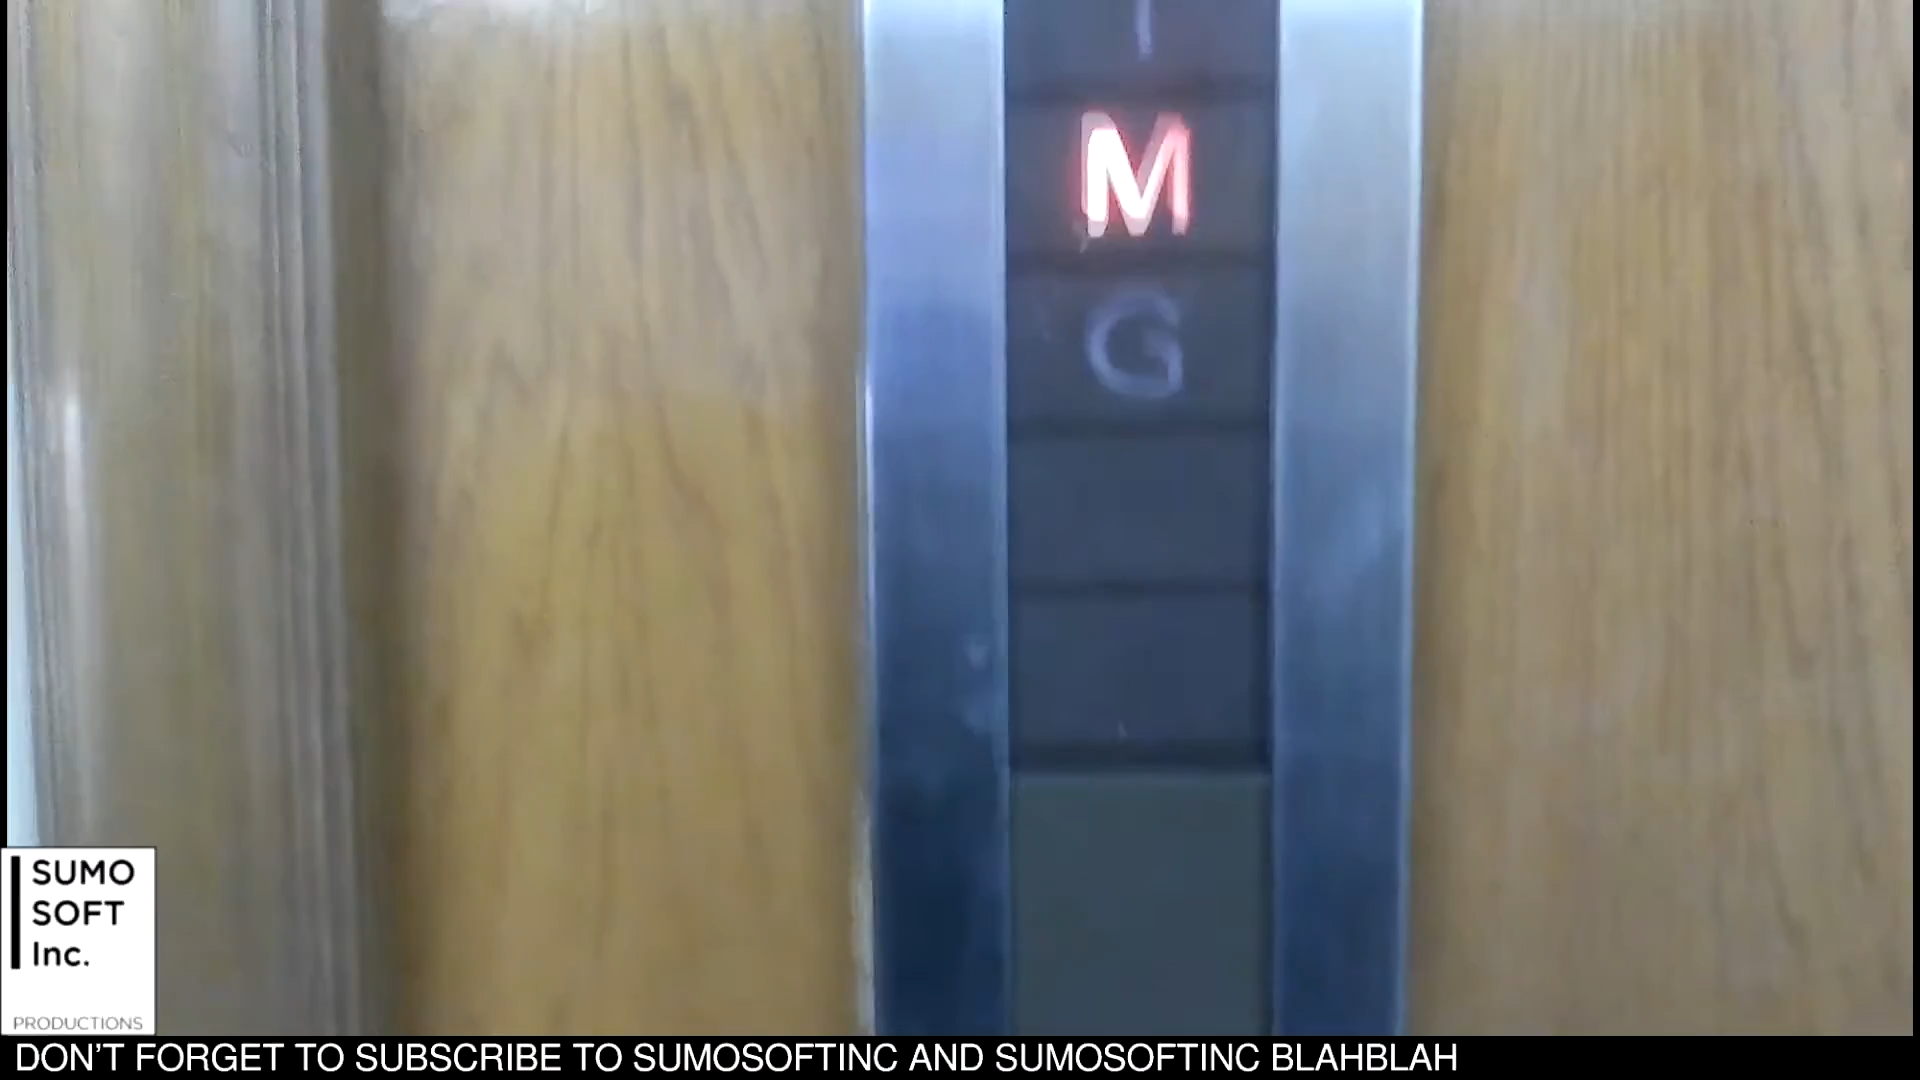 M
G
SUMO
SOFT
Inc.
PRODUCTIONS
DON'T FORGET TO SUBSCRIBE TO SUMOSOFTINC AND SUMOSOFTINC BLAHBLAH